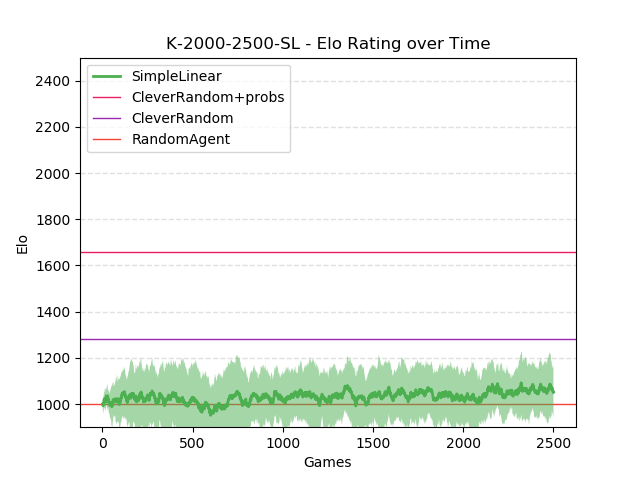 K-2000-2500-SL - Elo Rating over Time
SimpleLinear
CleverRandom+probs
CleverRandom
RandomAgent
2400
2200
2000
1800
1600
1400
1200
1000
Elo
0
500
1000
1500
2000
2500
Games